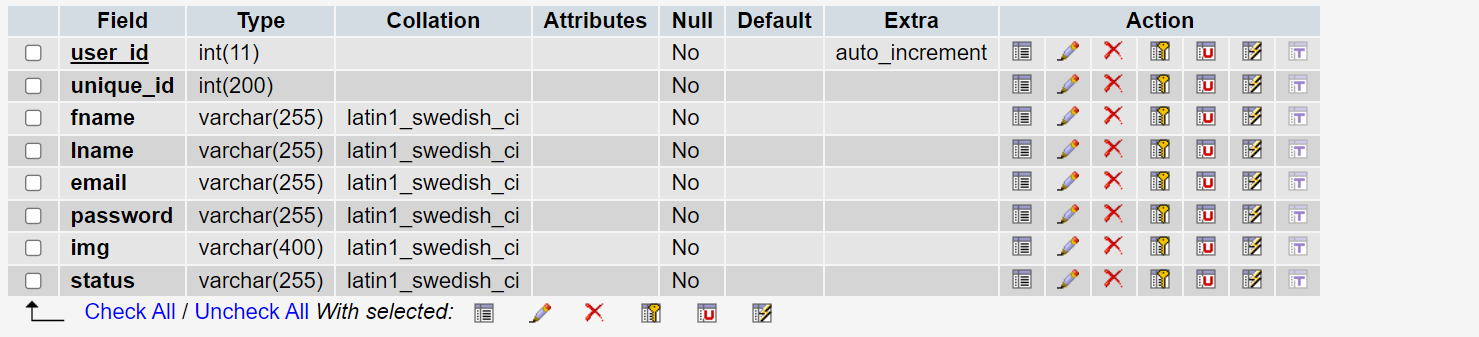 Field Type Collation Attributes Null Default Extra Action
user_id int(11) No auto_increment
unique_id int(200) No
fname varchar(255) latin1_swedish_ci No
lname varchar(255) latin1_swedish_ci No
email varchar(255) latin1_swedish_ci No
password varchar(255) latin1_swedish_ci No
img varchar(400) latin1_swedish_ci No
status varchar(255) latin1_swedish_ci No
Check All / Uncheck All With selected: